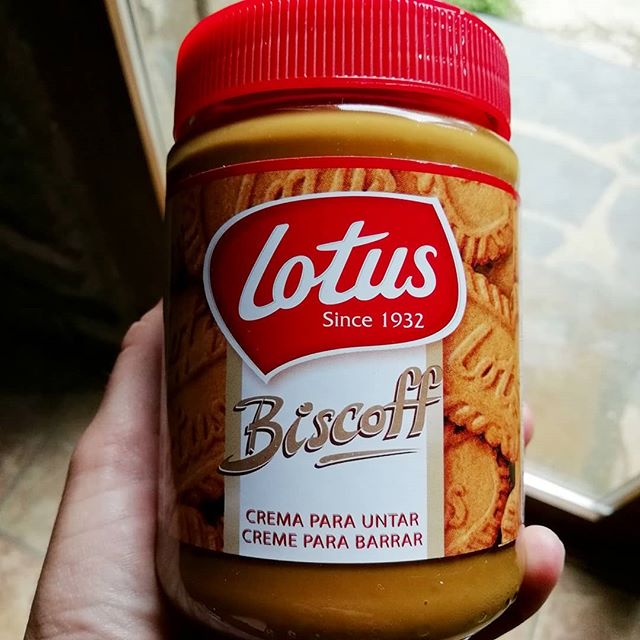 Lotus
Since 1932
Biscoff
CREMA PARA UNTAR
CREME PARA BARRAR